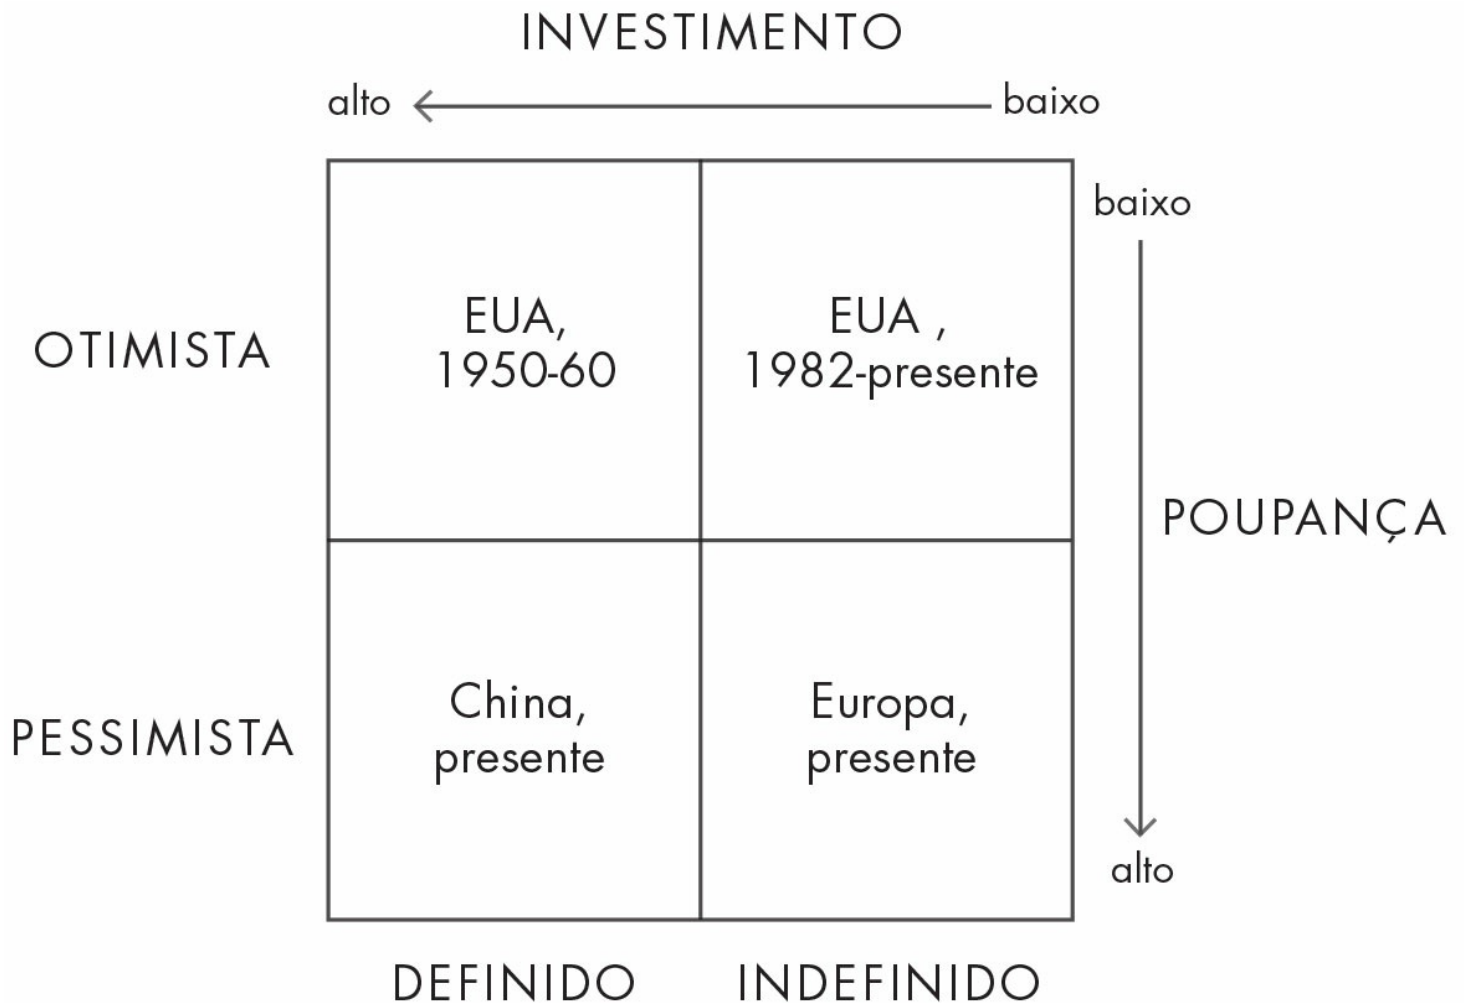 INVESTIMENTO
alto
baixo
baixo
OTIMISTA
EUA,
1950-60
EUA ,
1982-presente
POUPANÇA
PESSIMISTA
China,
presente
Europa,
presente
alto
DEFINIDO
INDEFINIDO